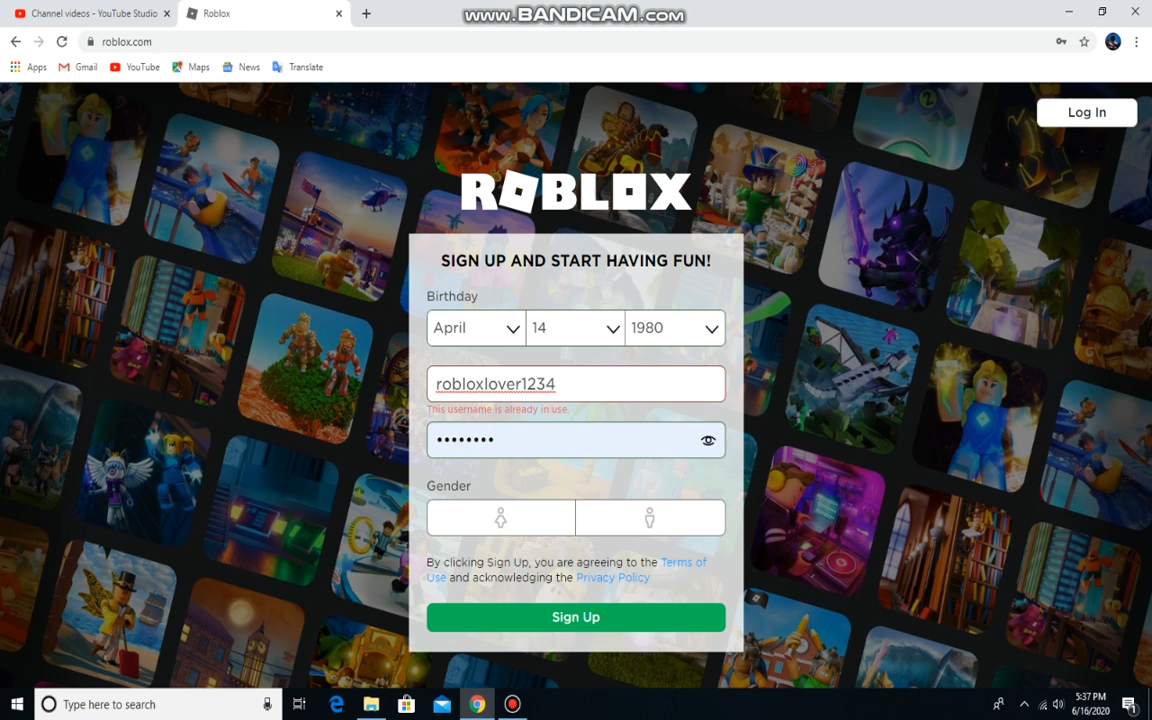 Channel videos - YouTube Studio
Roblox
www.BANDICAM.com
roblox.com
Apps
Gmail
YouTube
Maps
News
Translate
Log In
ROBLOX
SIGN UP AND START HAVING FUN!
Birthday
April
14
1980
robloxlover1234
This username is already in use.
Gender
By clicking Sign Up, you are agreeing to the Terms of
Use and acknowledging the Privacy Policy
Sign Up
Type here to search
5:37 PM
6/16/2020
1